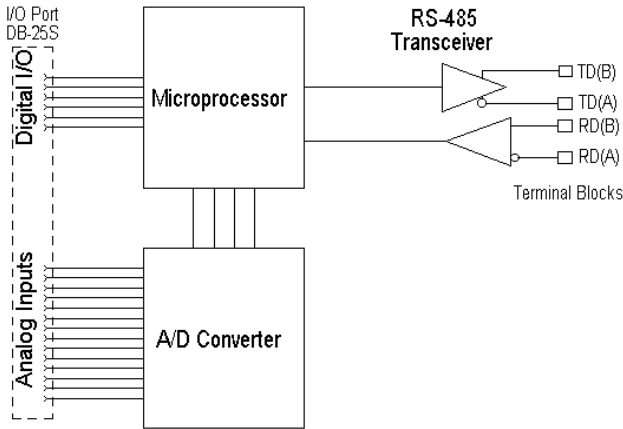 I/O Port
DB-25S
RS-485
Transceiver
Digital I/O
Microprocessor
TD(B)
TD(A)
RD(B)
RD(A)
Terminal Blocks
Analog Inputs
A/D Converter